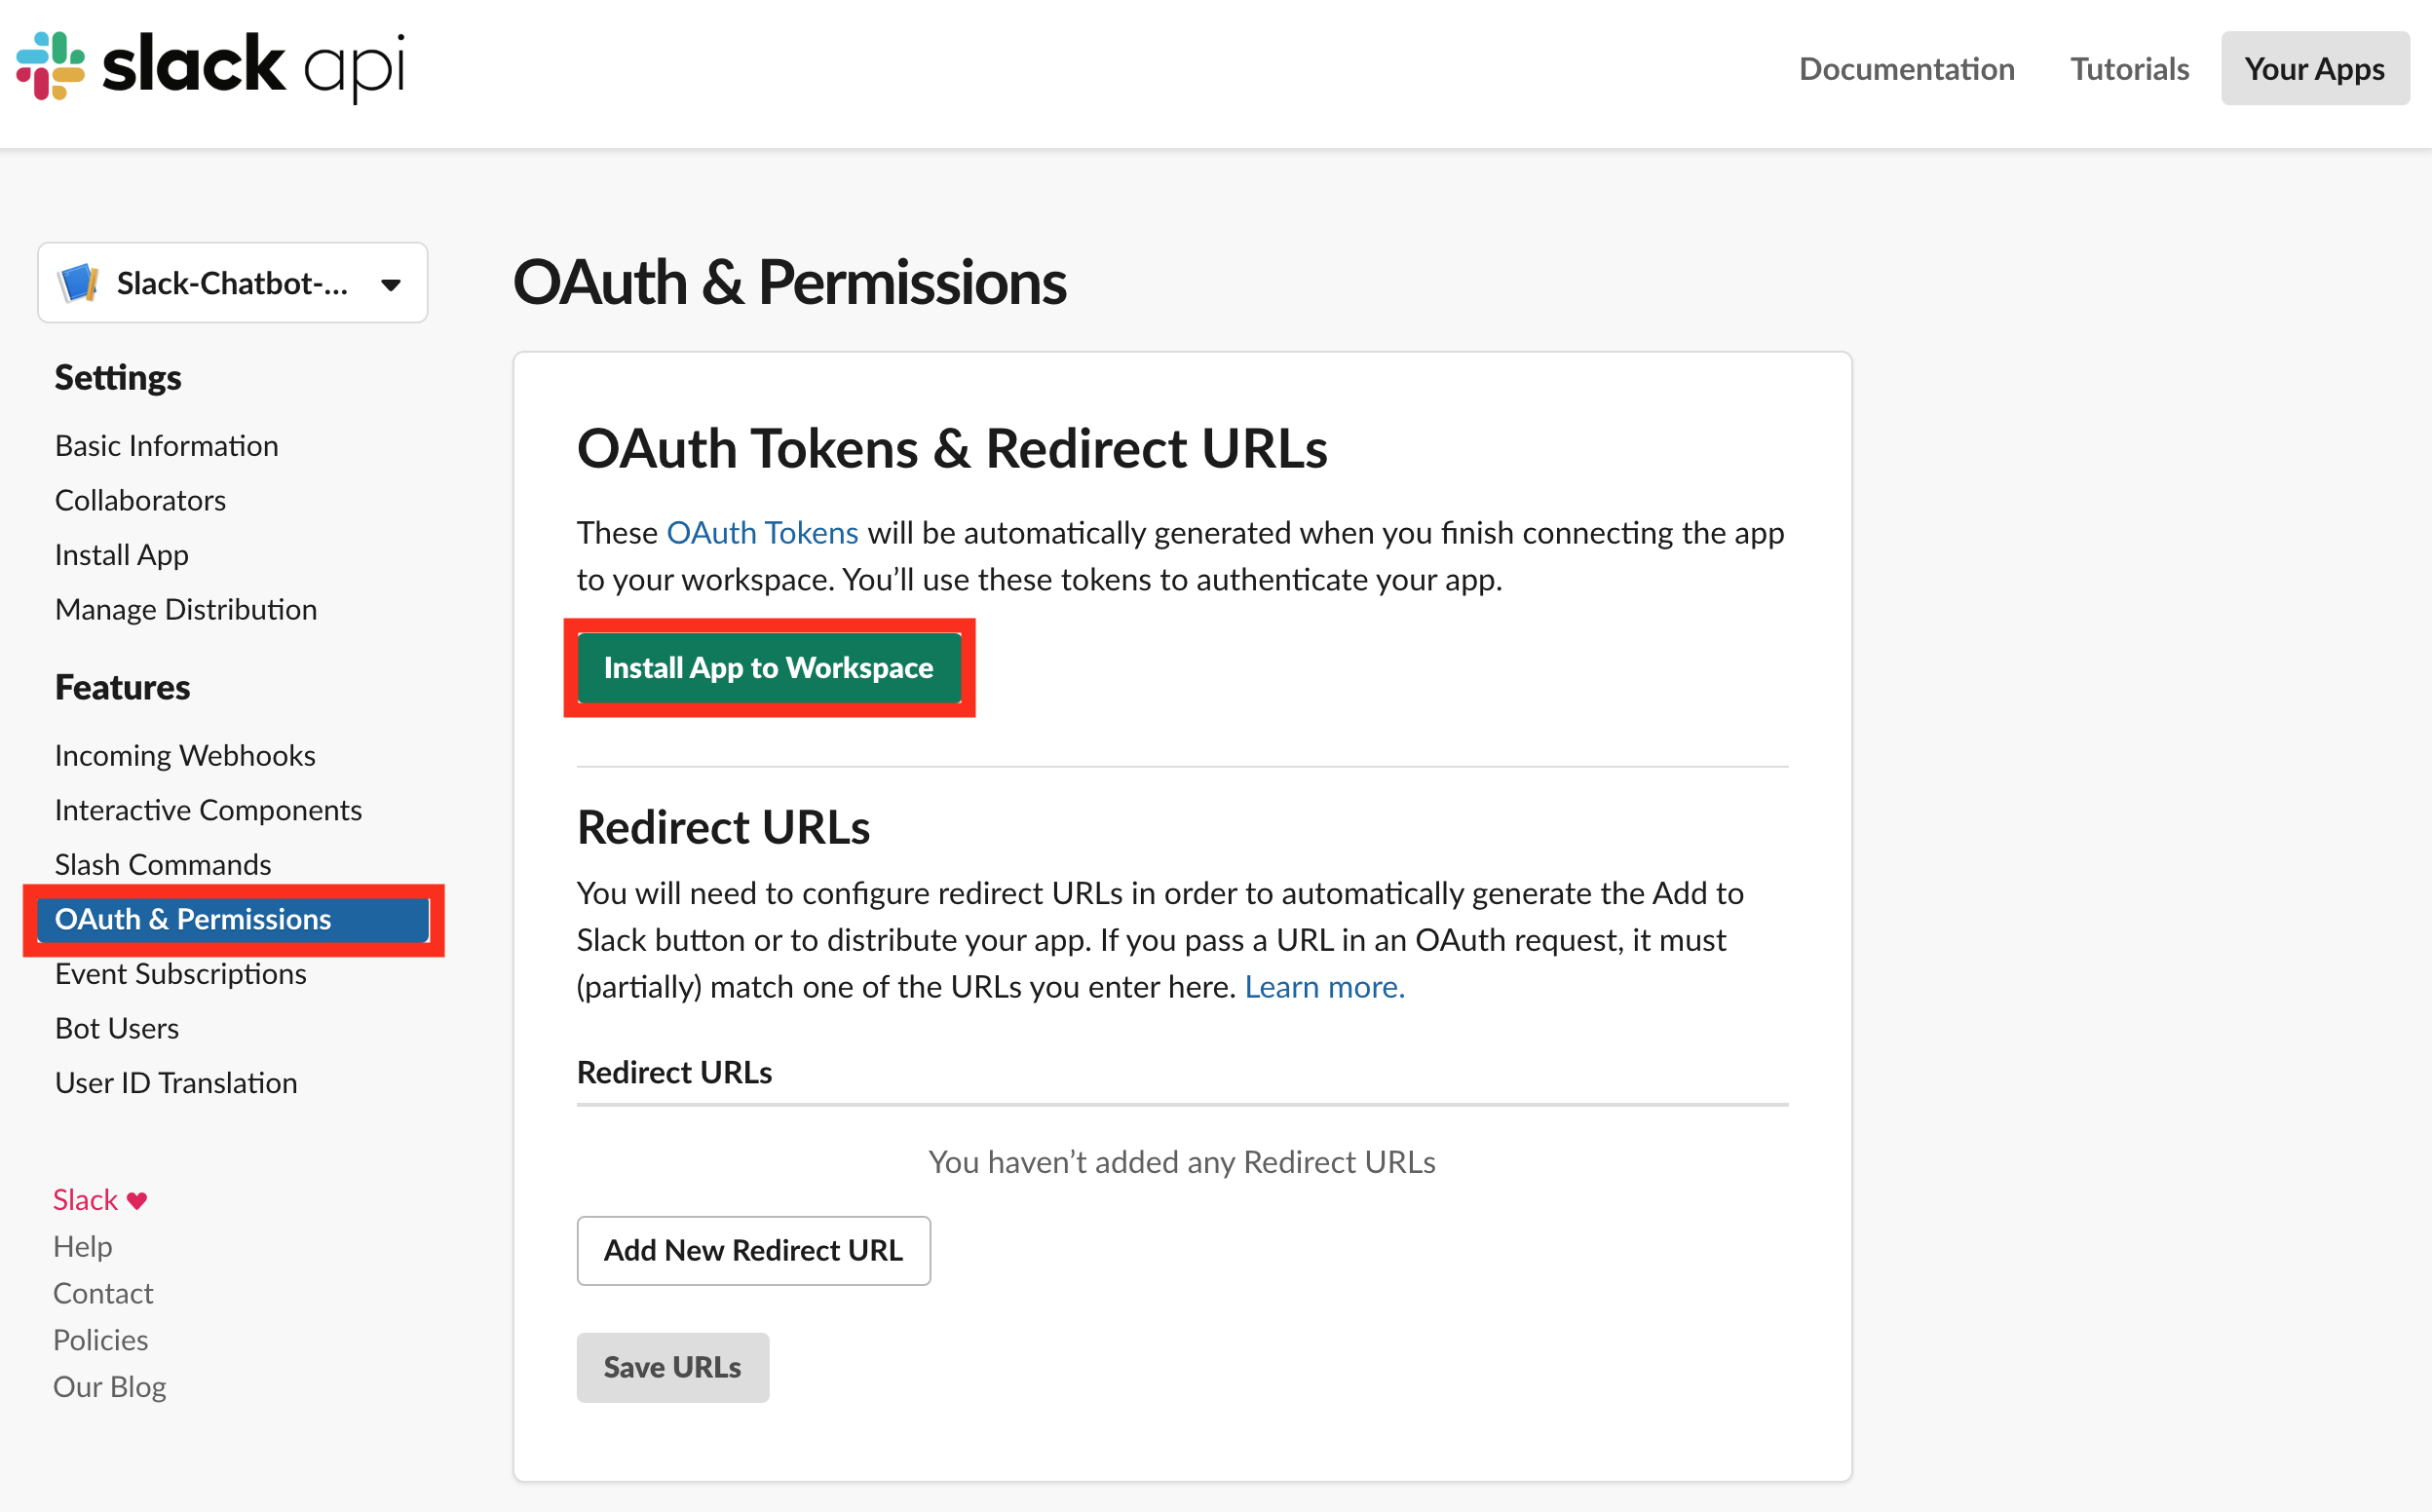 slack api
Documentation
Tutorials
Your Apps
Slack-Chatbot-...
Settings
Basic Information
Collaborators
Install App
Manage Distribution
Features
Incoming Webhooks
Interactive Components
Slash Commands
OAuth & Permissions
Event Subscriptions
Bot Users
User ID Translation
Slack ♥
Help
Contact
Policies
Our Blog
OAuth & Permissions
OAuth Tokens & Redirect URLs
These OAuth Tokens will be automatically generated when you finish connecting the app
to your workspace. You’ll use these tokens to authenticate your app.
Install App to Workspace
Redirect URLs
You will need to configure redirect URLs in order to automatically generate the Add to
Slack button or to distribute your app. If you pass a URL in an OAuth request, it must
(partially) match one of the URLs you enter here. Learn more.
Redirect URLs
You haven’t added any Redirect URLs
Add New Redirect URL
Save URLs